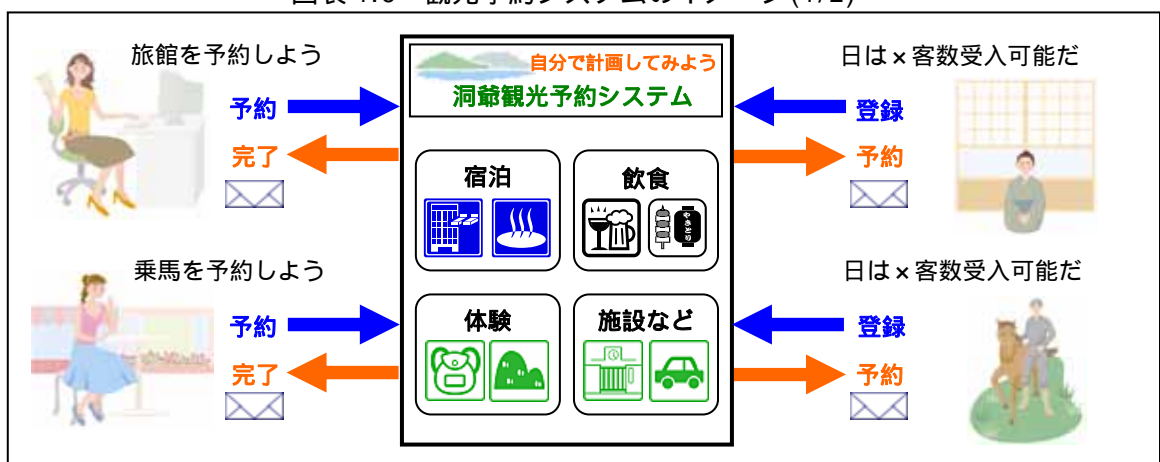 旅館を予約しよう
予約
完了
自分で計画してみよう
洞爺観光予約システム
日は×客数受入可能だ
登録
予約
宿泊
飲食
やきとり
乗馬を予約しよう
予約
完了
体験
施設など
日は×客数受入可能だ
登録
予約